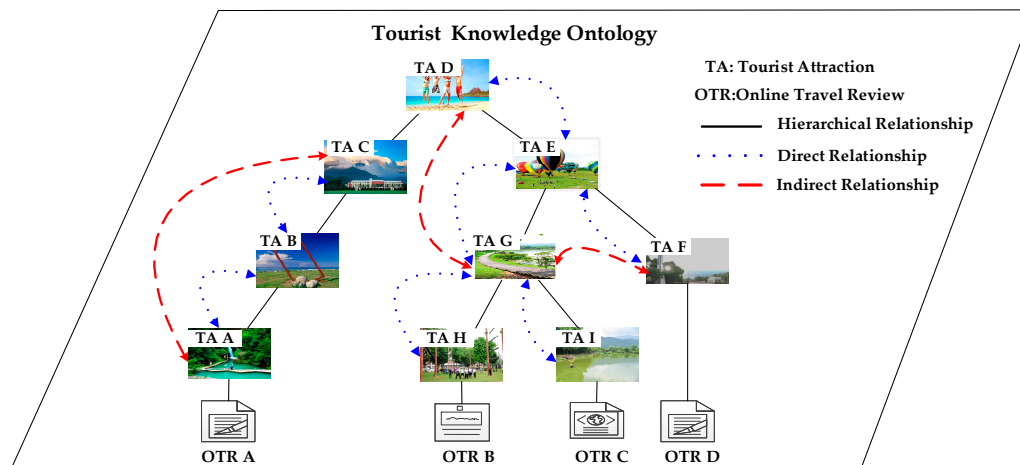 Tourist Knowledge Ontology
TA D
TA: Tourist Attraction
OTR:Online Travel Review
Hierarchical Relationship
Direct Relationship
Indirect Relationship
TA C
TA E
TA B
TA G
TA F
TA A
TA H
TA I
OTR A
OTR B
OTR C
OTR D